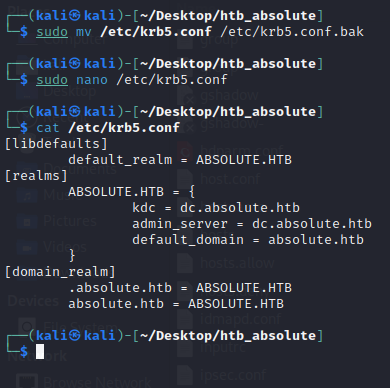 ┌──(kali㉿kali)-[~/Desktop/htb_absolute]
└─$ sudo mv /etc/krb5.conf /etc/krb5.conf.bak
┌──(kali㉿kali)-[~/Desktop/htb_absolute]
└─$ sudo nano /etc/krb5.conf
┌──(kali㉿kali)-[~/Desktop/htb_absolute]
└─$ cat /etc/krb5.conf
[libdefaults]
        default_realm = ABSOLUTE.HTB
[realms]
        ABSOLUTE.HTB = {
                kdc = dc.absolute.htb
                admin_server = dc.absolute.htb
                default_domain = absolute.htb
        }
[domain_realm]
        .absolute.htb = ABSOLUTE.HTB
        absolute.htb = ABSOLUTE.HTB
┌──(kali㉿kali)-[~/Desktop/htb_absolute]
└─$